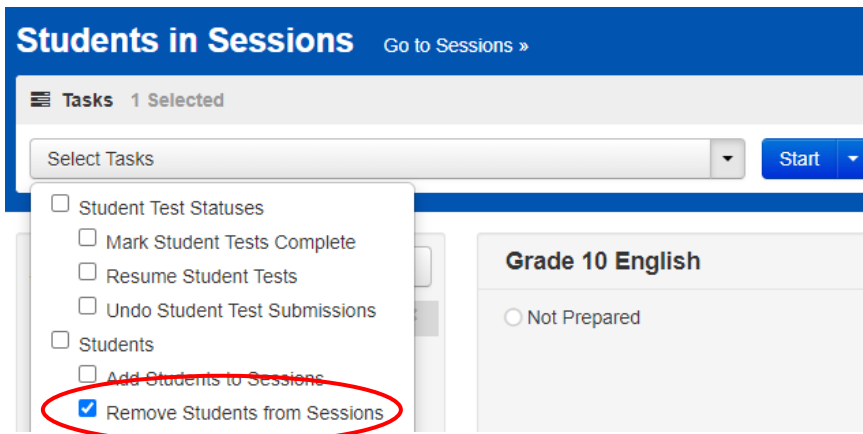 Students in Sessions Go to Sessions »
Tasks 1 Selected
Select Tasks
Start
Student Test Statuses
Mark Student Tests Complete
Resume Student Tests
Undo Student Test Submissions
Students
Add Students to Sessions
Remove Students from Sessions
Grade 10 English
Not Prepared